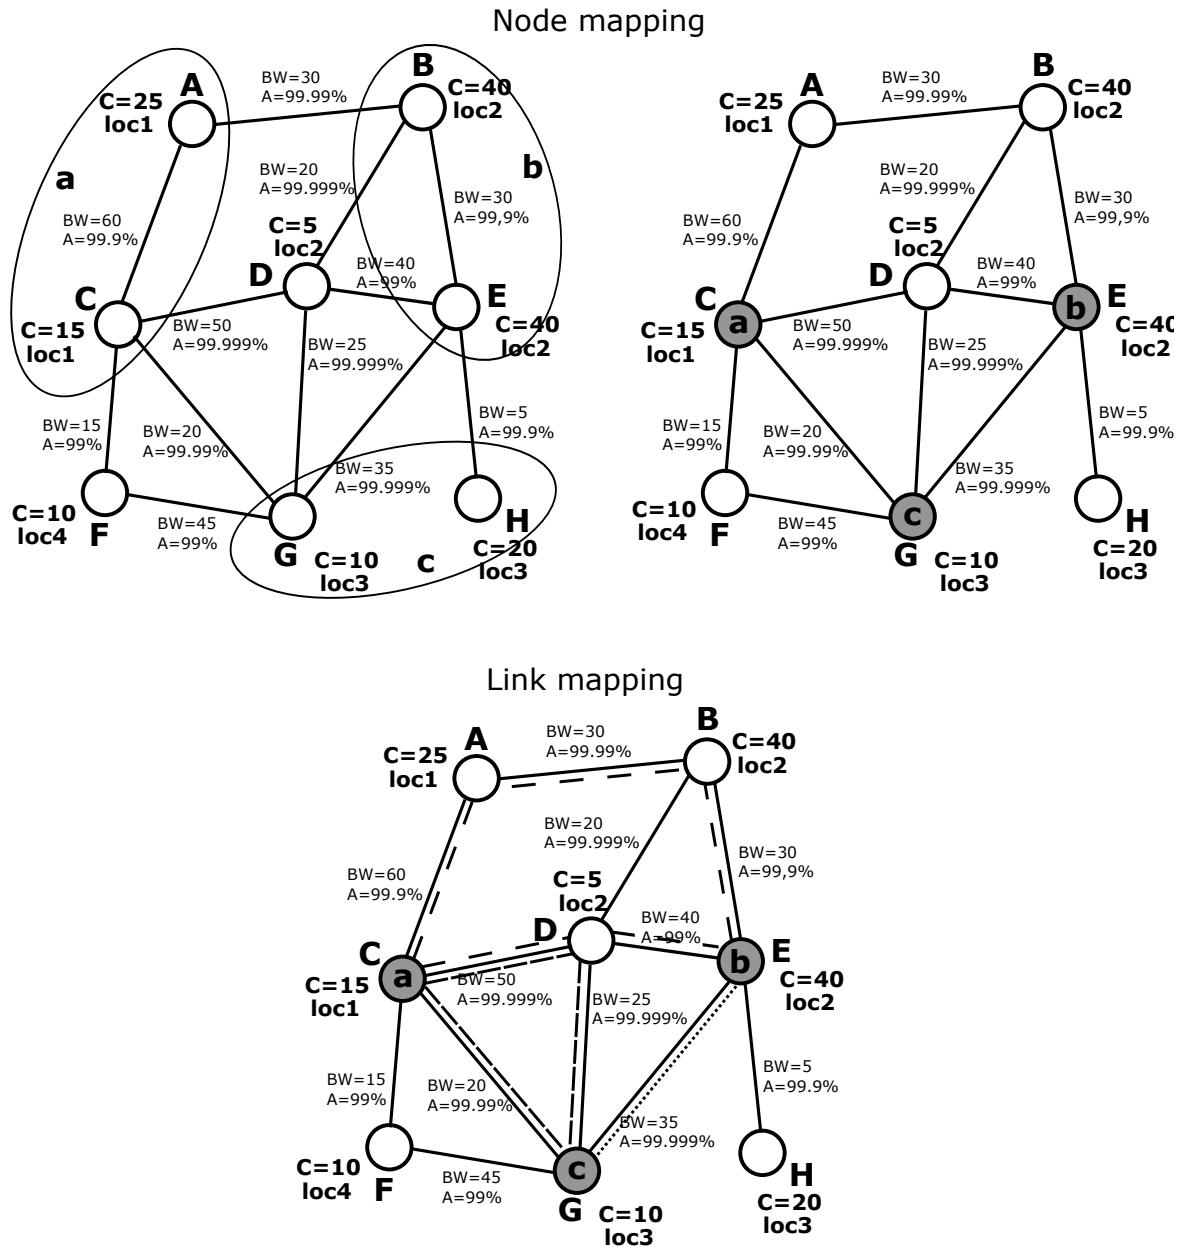 Node mapping
A
C=25
loc1
BW=30
A=99.99%
B
C=40
loc2
a
b
BW=20
A=99.999%
BW=30
A=99,9%
BW=60
A=99.9%
C=5
loc2
D
BW=40
A=99%
C
C=15
loc1
E
C=40
loc2
BW=50
A=99.999%
BW=25
A=99.999%
BW=15
A=99%
BW=20
A=99.99%
BW=5
A=99.9%
BW=35
A=99.999%
C=10
loc4
F
BW=45
A=99%
G
C=10
loc3
c
H
C=20
loc3
A
C=25
loc1
BW=30
A=99.99%
B
C=40
loc2
BW=20
A=99.999%
BW=30
A=99,9%
BW=60
A=99.9%
C=5
loc2
D
BW=40
A=99%
C
a
C=15
loc1
b
E
C=40
loc2
BW=50
A=99.999%
BW=25
A=99.999%
BW=15
A=99%
BW=20
A=99.99%
BW=5
A=99.9%
BW=35
A=99.999%
C=10
loc4
F
BW=45
A=99%
c
G
C=10
loc3
H
C=20
loc3
Link mapping
A
C=25
loc1
BW=30
A=99.99%
B
C=40
loc2
BW=20
A=99.999%
BW=30
A=99,9%
BW=60
A=99.9%
C=5
loc2
D
BW=40
A=99%
C
a
C=15
loc1
b
E
C=40
loc2
BW=50
A=99.999%
BW=25
A=99.999%
BW=15
A=99%
BW=20
A=99.99%
BW=5
A=99.9%
BW=35
A=99.999%
C=10
loc4
F
BW=45
A=99%
c
G
C=10
loc3
H
C=20
loc3